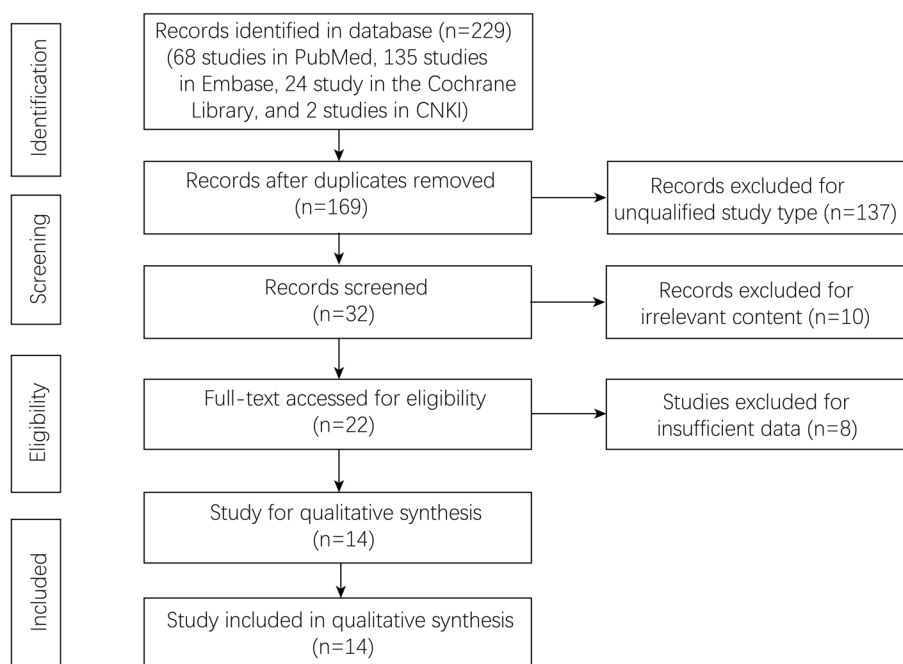 Identification
Records identified in database (n=229)
(68 studies in PubMed, 135 studies
in Embase, 24 study in the Cochrane
Library, and 2 studies in CNKI)
Records after duplicates removed
(n=169)
Records excluded for
unqualified study type (n=137)
Screening
Records screened
(n=32)
Records excluded for
irrelevant content (n=10)
Eligibility
Full-text accessed for eligibility
(n=22)
Studies excluded for
insufficient data (n=8)
Study for qualitative synthesis
(n=14)
Included
Study included in qualitative synthesis
(n=14)